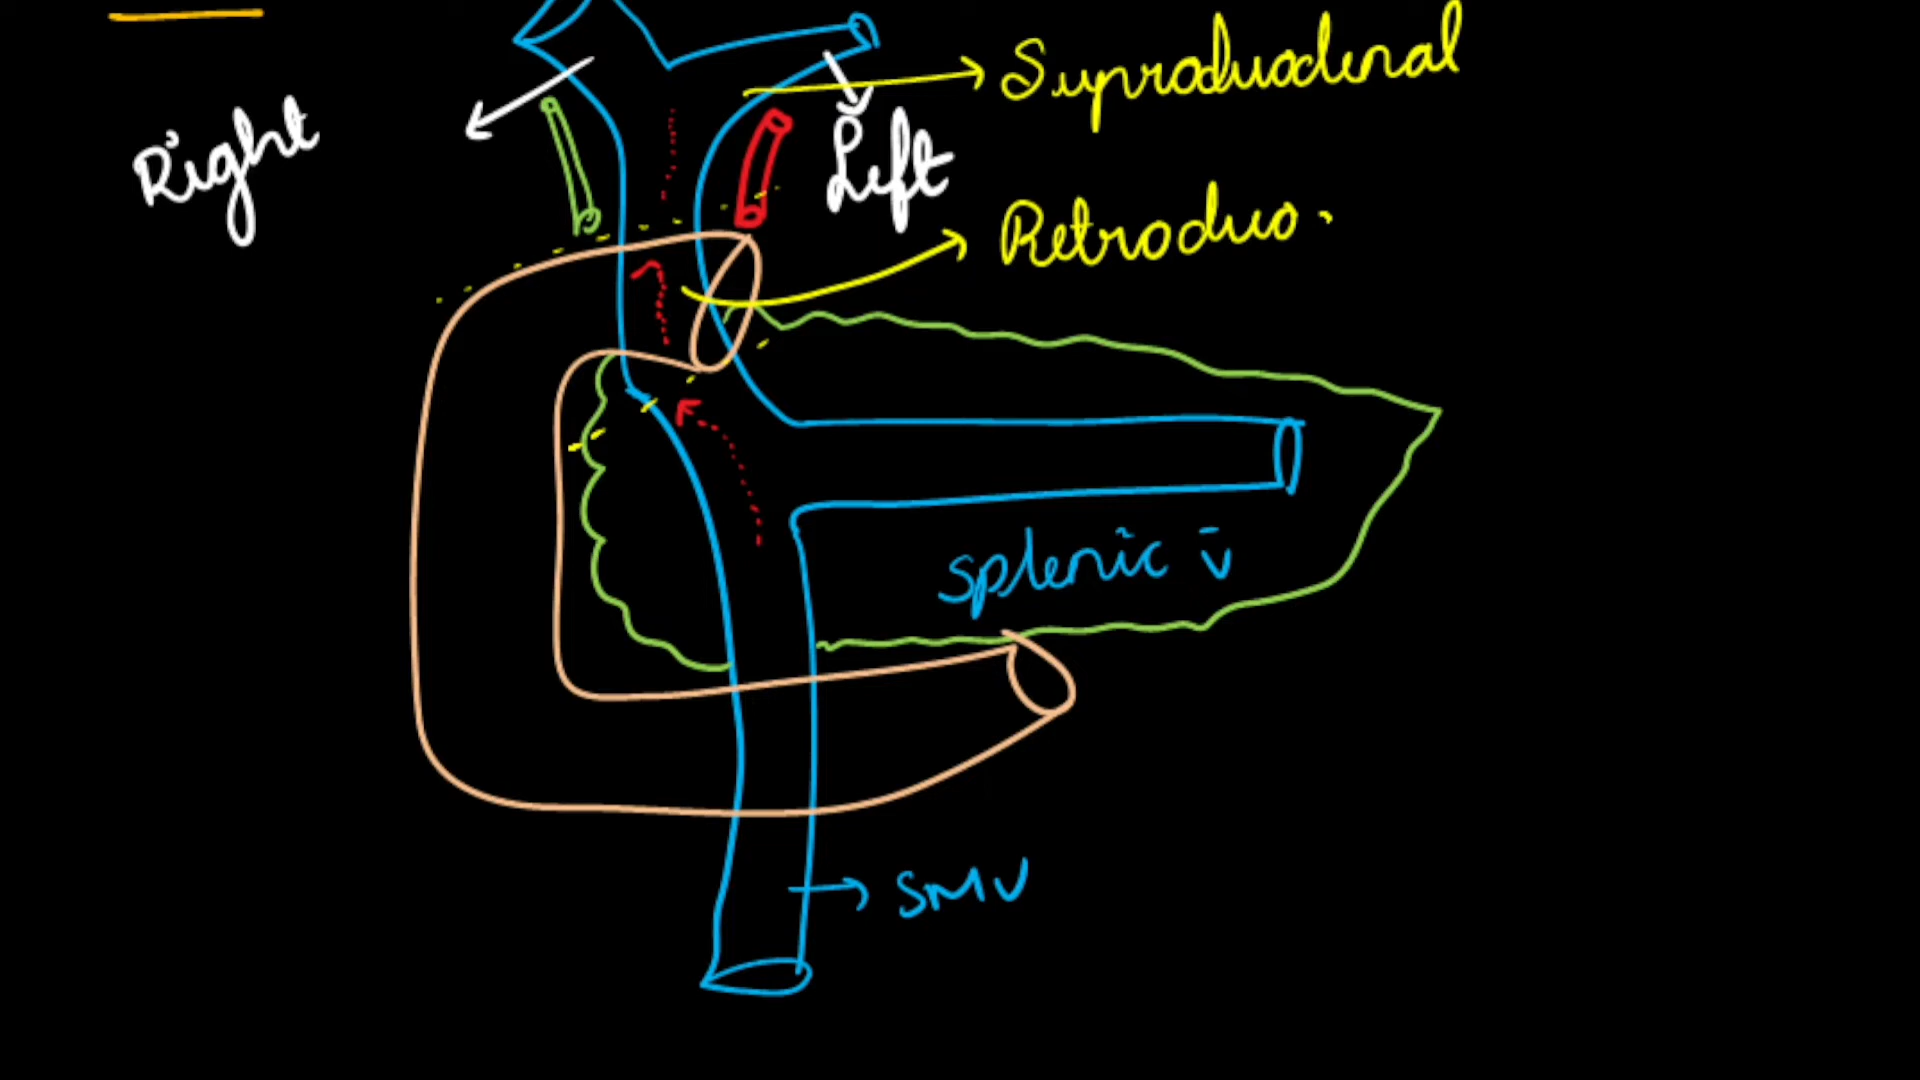 Supraduodenal
Right
Left
Retroduo.
Splenic v
SMV